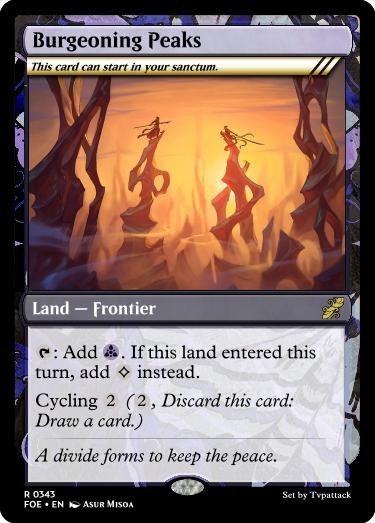 Burgeoning Peaks
This card can start in your sanctum.
Land — Frontier
: Add . If this land entered this
turn, add instead.
Cycling 2 (2, Discard this card:
Draw a card.)
A divide forms to keep the peace.
R 0343
FOE • EN Asur Misoa
Set by Tvpattack